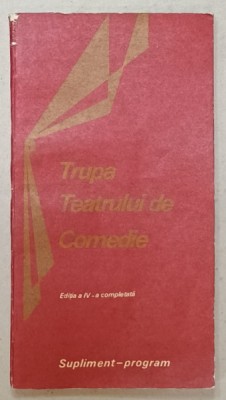 Trupa
Teatrului de
Comedie
Ediția a IV-a completată
Supliment-program